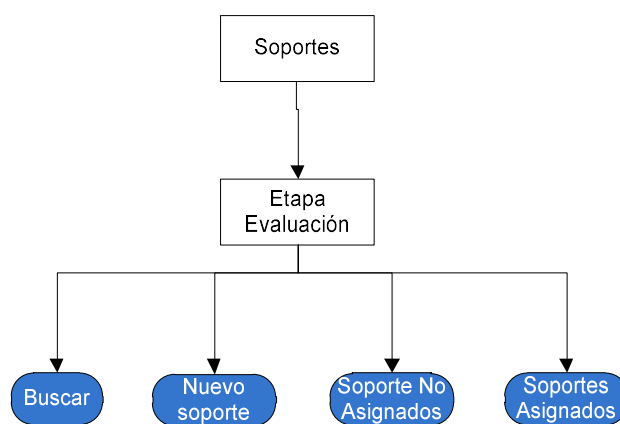 Soportes
Etapa
Evaluación
Buscar
Nuevo
soporte
Soporte No
Asignados
Soportes
Asignados